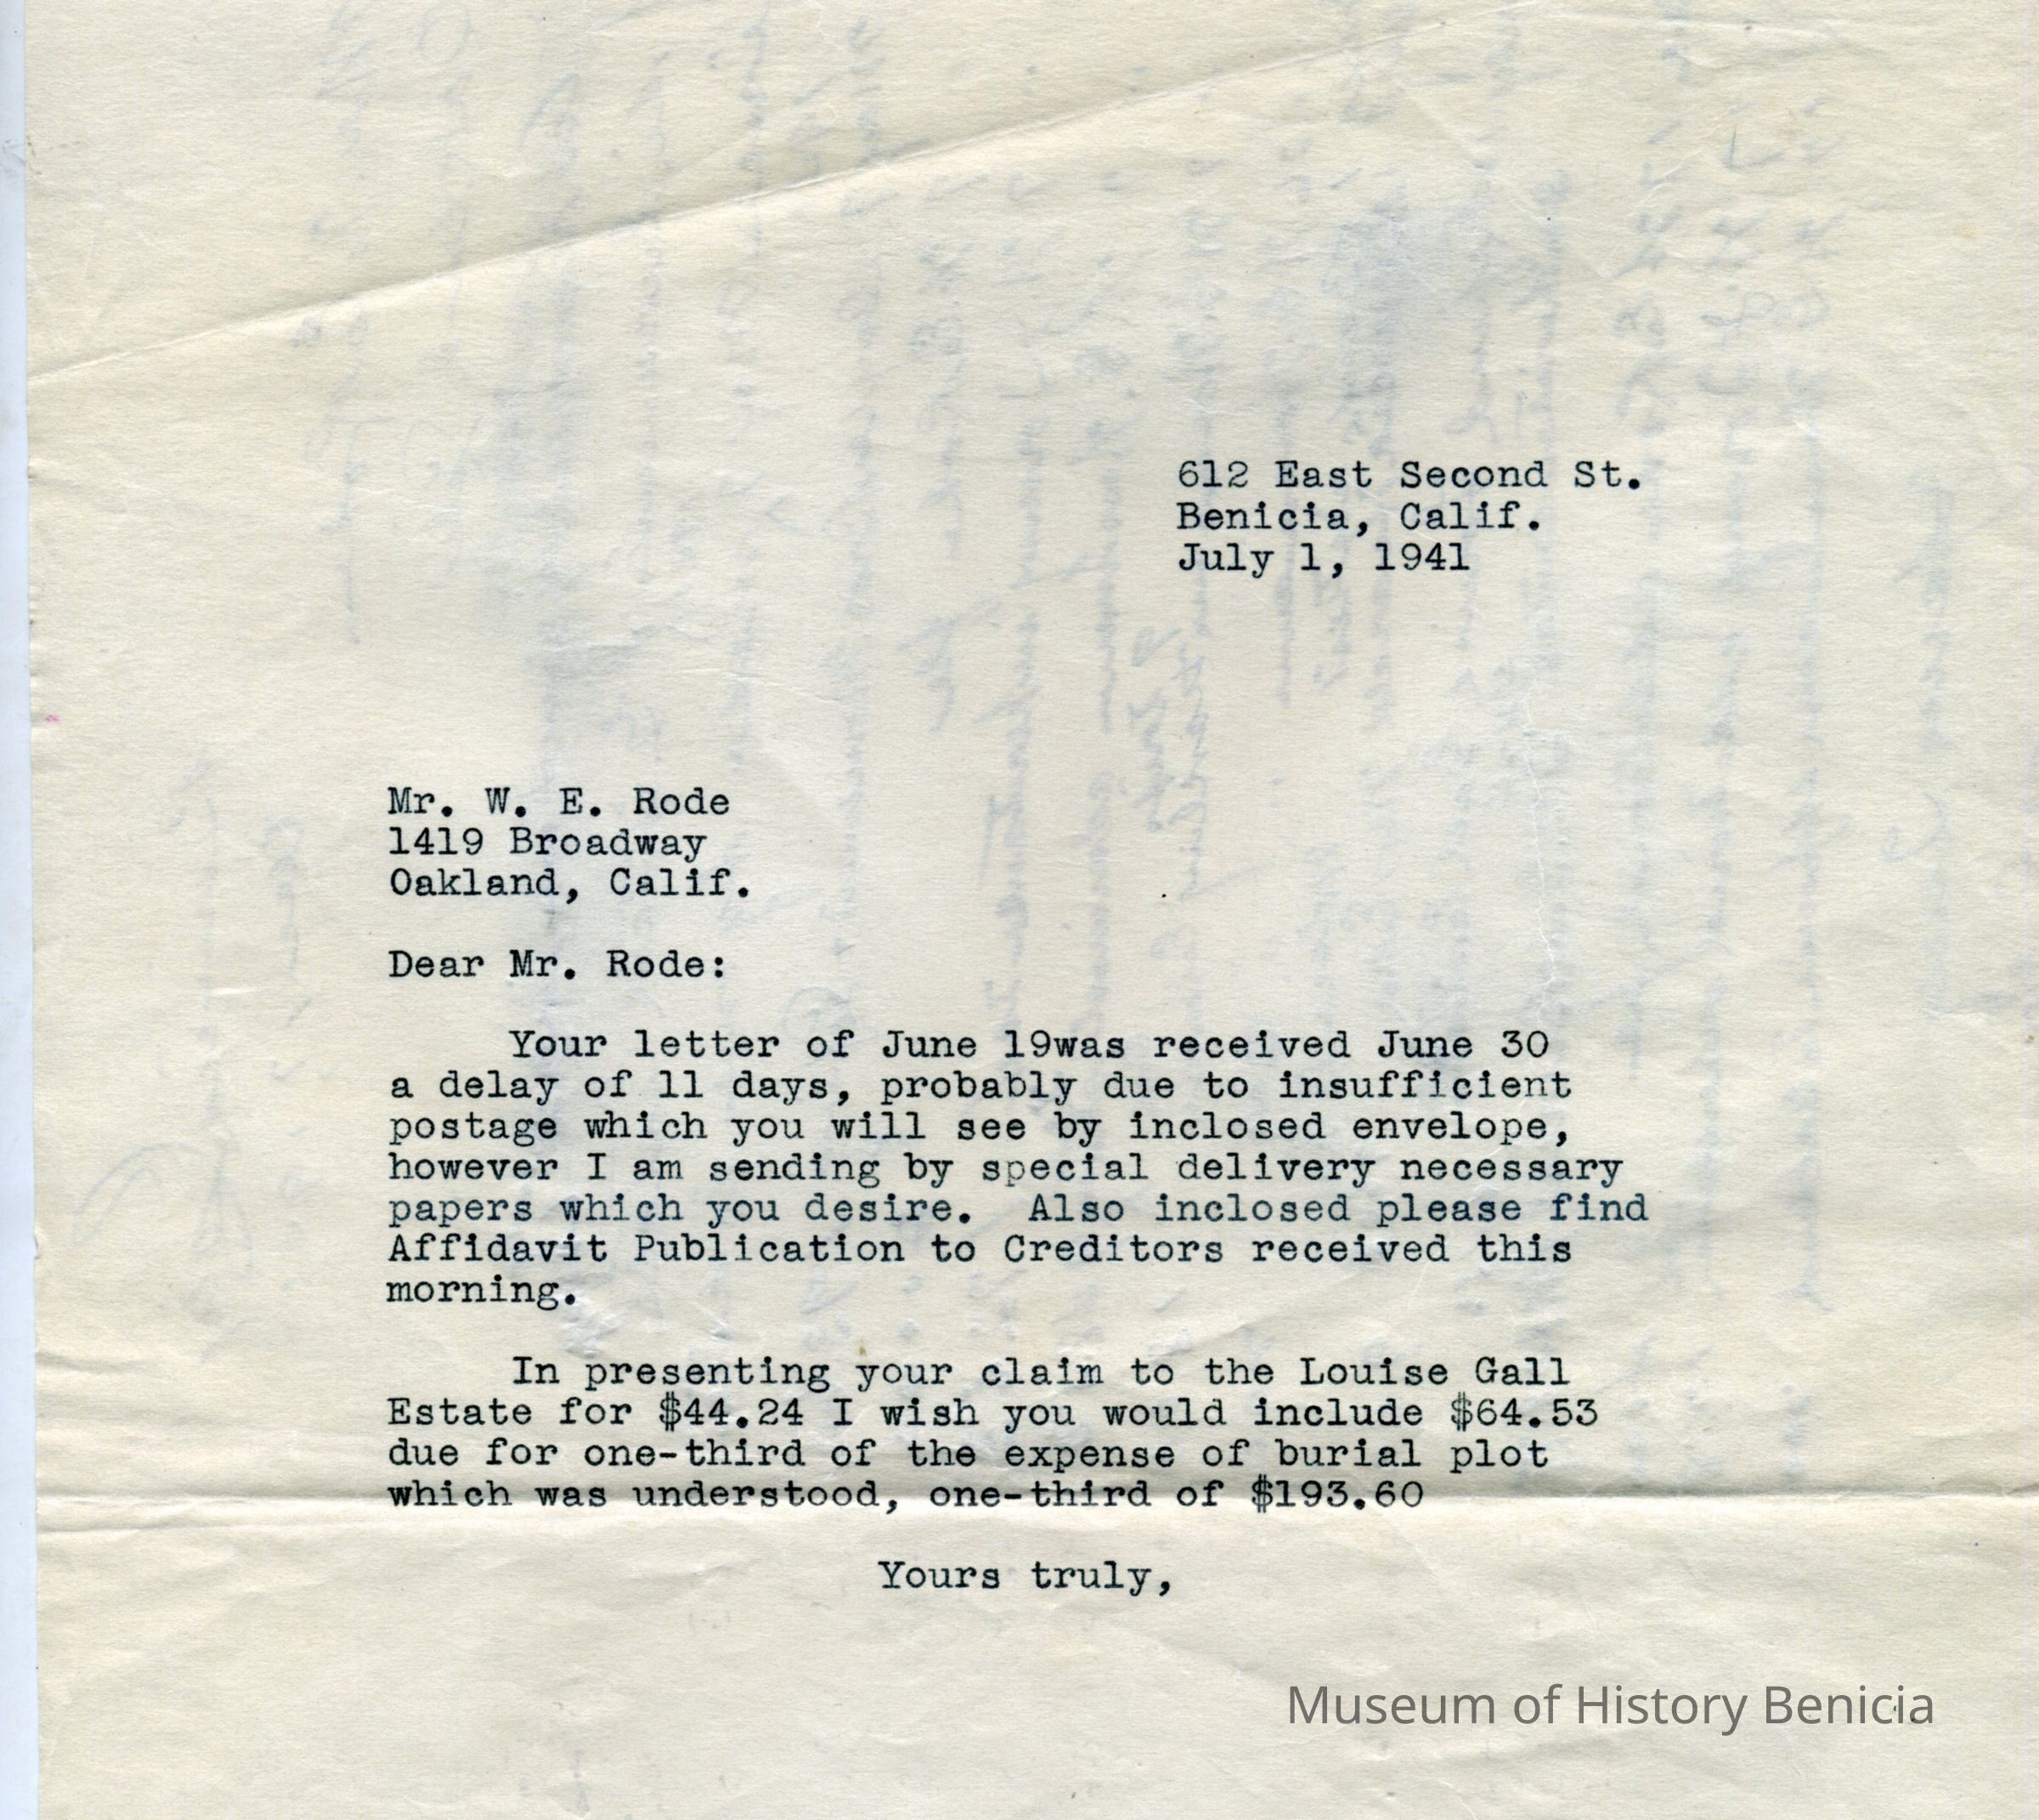 612 East Second St.
Benicia, Calif.
July 1, 1941
Mr. W. E. Rode
1419 Broadway
Oakland, Calif.
Dear Mr. Rode:
Your letter of June 19was received June 30
a delay of 11 days, probably due to insufficient
postage which you will see by inclosed envelope,
however I am sending by special delivery necessary
papers which you desire.  Also inclosed please find
Affidavit Publication to Creditors received this
morning.
In presenting your claim to the Louise Gall
Estate for $44.24 I wish you would include $64.53
due for one-third of the expense of burial plot
which was understood, one-third of $193.60
Yours truly,
Museum of History Benicia